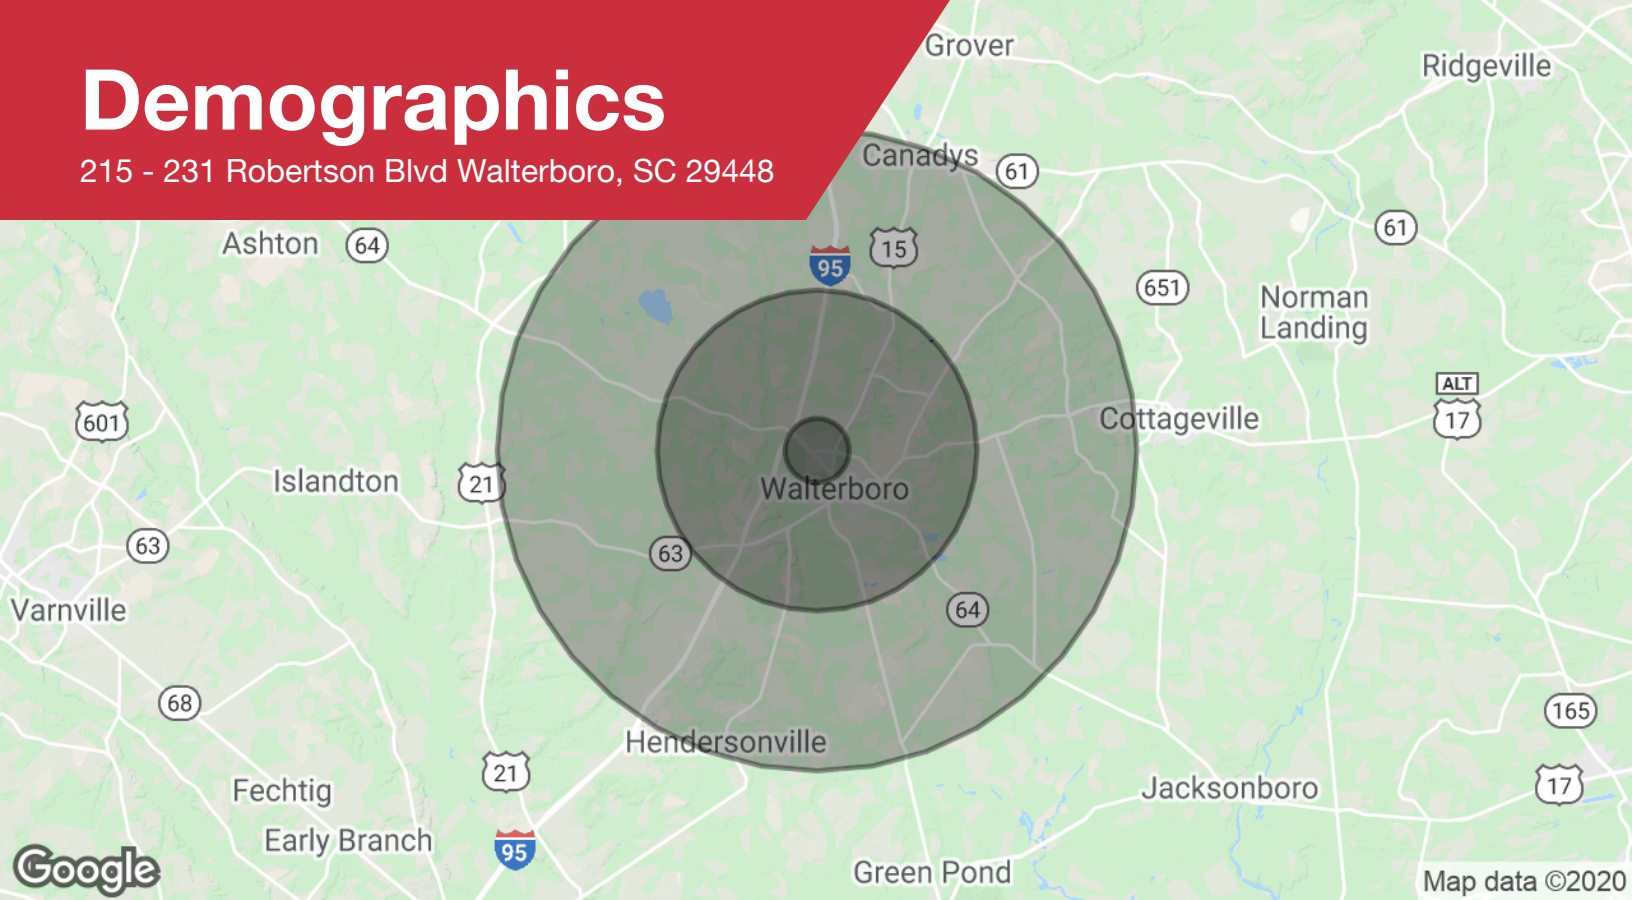 Demographics
215 - 231 Robertson Blvd Walterboro, SC 29448
Grover
Ridgeville
Canadys
61
61
Ashton
64
15
95
651
Norman
Landing
ALT
17
601
Cottageville
Islandton
21
Walterboro
63
63
64
Varnville
68
165
Hendersonville
21
17
Fechtig
Jacksonboro
Early Branch
95
Green Pond
Google
Map data ©2020